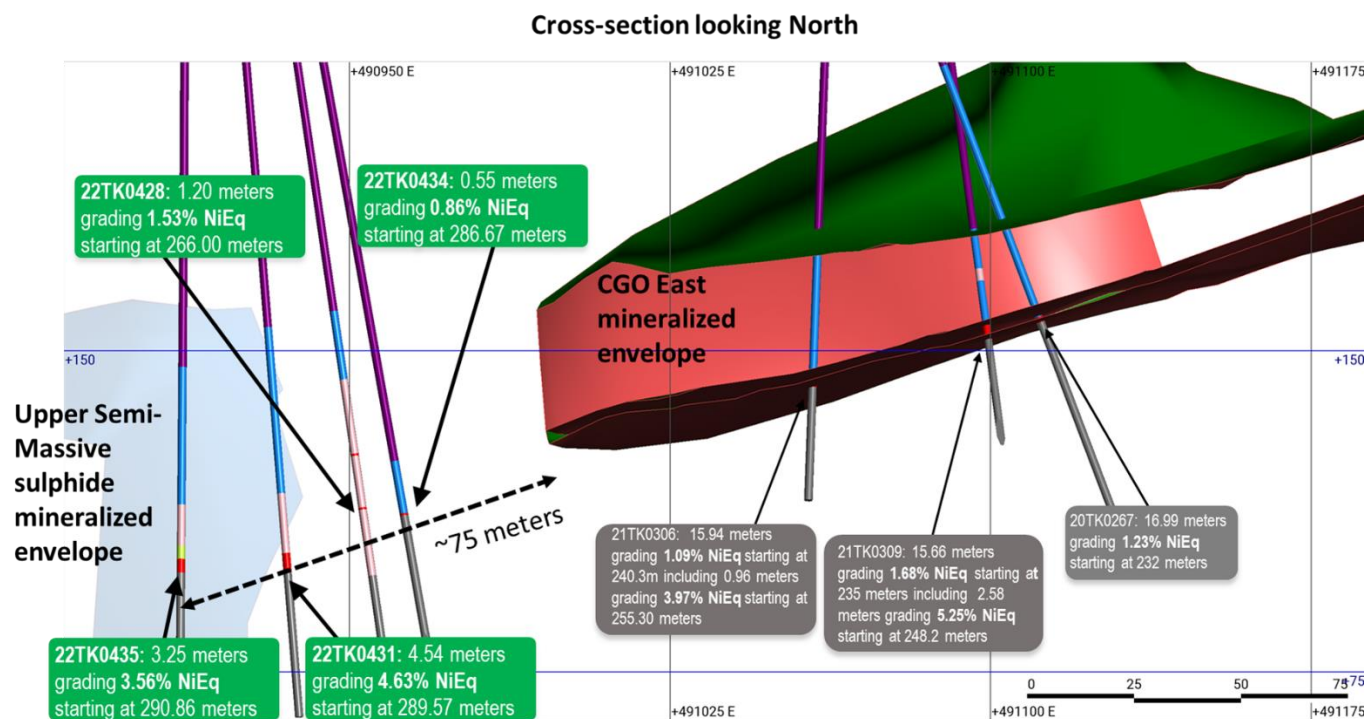 Cross-section looking North
+490950 E
+491025 E
+491100 E
+491175
22TK0428: 1.20 meters
grading 1.53% NiEq
starting at 266.00 meters
22TK0434: 0.55 meters
grading 0.86% NiEq
starting at 286.67 meters
CGO East
mineralized
envelope
+150
+150
Upper Semi-
Massive
sulphide
mineralized
envelope
~75 meters
21TK0306: 15.94 meters
grading 1.09% NiEq starting at
240.3m including 0.96 meters
grading 3.97% NiEq starting at
255.30 meters
21TK0309: 15.66 meters
grading 1.68% NiEq starting at
235 meters including 2.58
meters grading 5.25% NiEq
starting at 248.2 meters
20TK0267: 16.99 meters
grading 1.23% NiEq
starting at 232 meters
22TK0435: 3.25 meters
grading 3.56% NiEq
starting at 290.86 meters
22TK0431: 4.54 meters
grading 4.63% NiEq
starting at 289.57 meters
+75
0 25 50 75
+491025 E
+491100 E
+491175